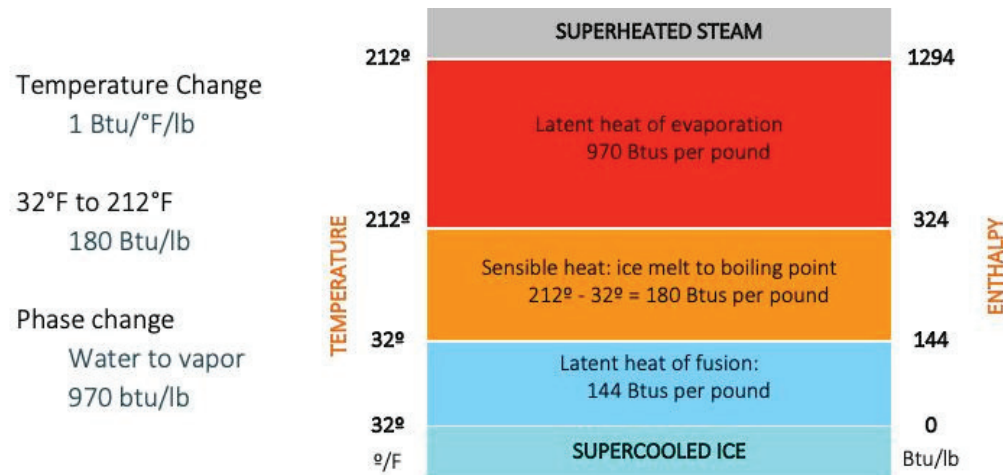 Temperature Change
1 Btu/°F/lb
32°F to 212°F
180 Btu/lb
Phase change
Water to vapor
970 btu/lb
TEMPERATURE
212º
212º
32º
32º
º/F
SUPERHEATED STEAM
Latent heat of evaporation
970 Btus per pound
Sensible heat: ice melt to boiling point
212º - 32º = 180 Btus per pound
Latent heat of fusion:
144 Btus per pound
SUPERCOOLED ICE
1294
324
144
0
Btu/lb
ENTHALPY